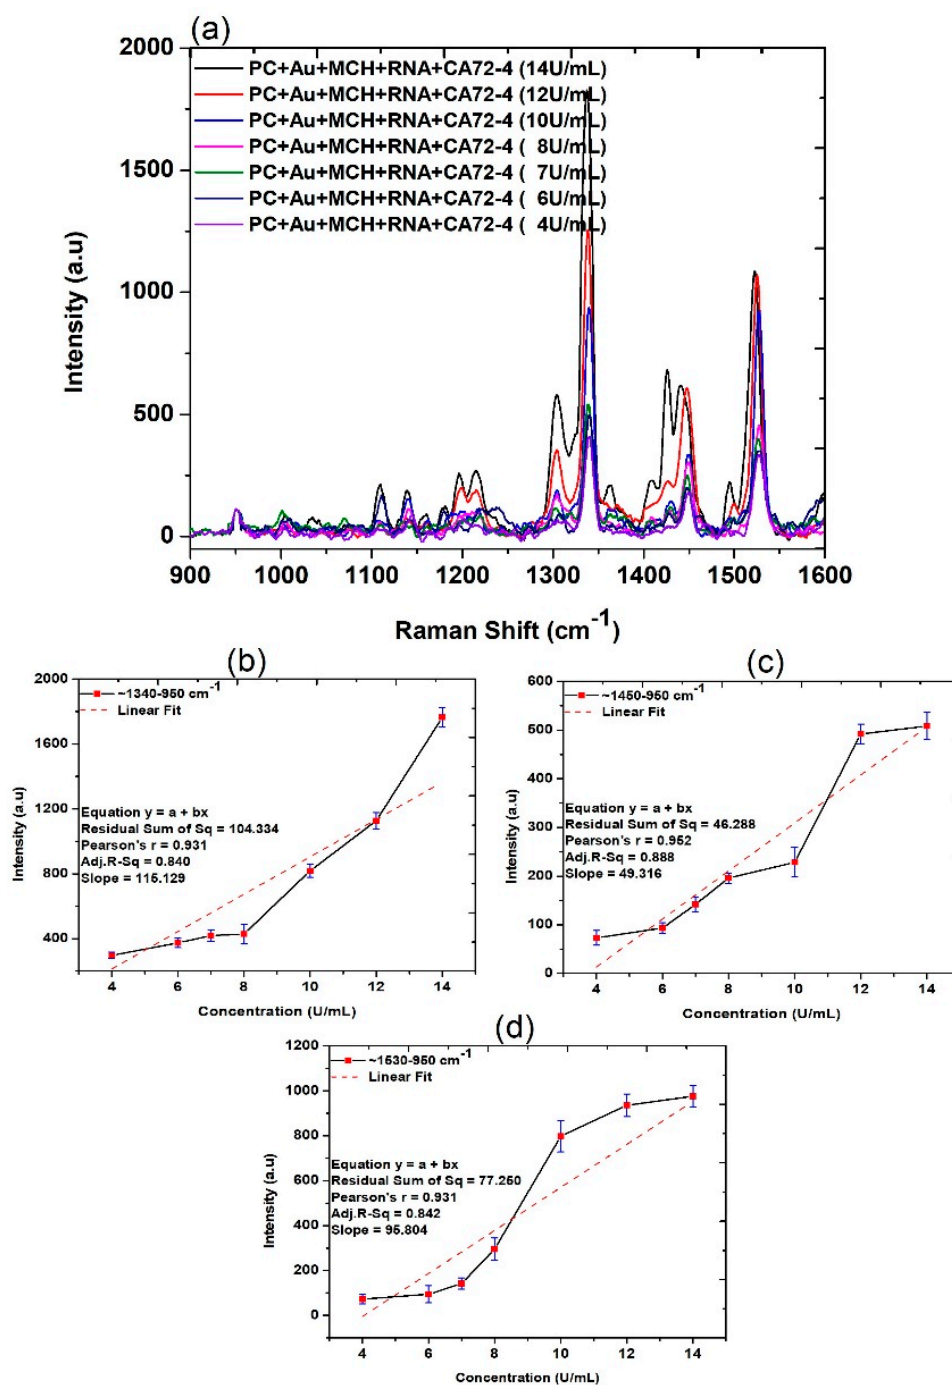 (a)
2000
1500
1000
500
0
Intensity (a.u)
PC+Au+MCH+RNA+CA72-4 (14U/mL)
PC+Au+MCH+RNA+CA72-4 (12U/mL)
PC+Au+MCH+RNA+CA72-4 (10U/mL)
PC+Au+MCH+RNA+CA72-4 ( 8U/mL)
PC+Au+MCH+RNA+CA72-4 ( 7U/mL)
PC+Au+MCH+RNA+CA72-4 ( 6U/mL)
PC+Au+MCH+RNA+CA72-4 ( 4U/mL)
900 1000 1100 1200 1300 1400 1500 1600
Raman Shift (cm⁻¹)
(b)
2000
1600
1200
800
400
Intensity (a.u)
~1340-950 cm⁻¹
Linear Fit
Equation y = a + bx
Residual Sum of Sq = 104.334
Pearson's r = 0.931
Adj.R-Sq = 0.840
Slope = 115.129
4 6 8 10 12 14
Concentration (U/mL)
(c)
600
500
400
300
200
100
0
Intensity (a.u)
~1450-950 cm⁻¹
Linear Fit
Equation y = a + bx
Residual Sum of Sq = 46.288
Pearson's r = 0.952
Adj.R-Sq = 0.888
Slope = 49.316
4 6 8 10 12 14
Concentration (U/mL)
(d)
1200
1000
800
600
400
200
0
Intensity (a.u)
~1530-950 cm⁻¹
Linear Fit
Equation y = a + bx
Residual Sum of Sq = 77.250
Pearson's r = 0.931
Adj.R-Sq = 0.842
Slope = 95.804
4 6 8 10 12 14
Concentration (U/mL)